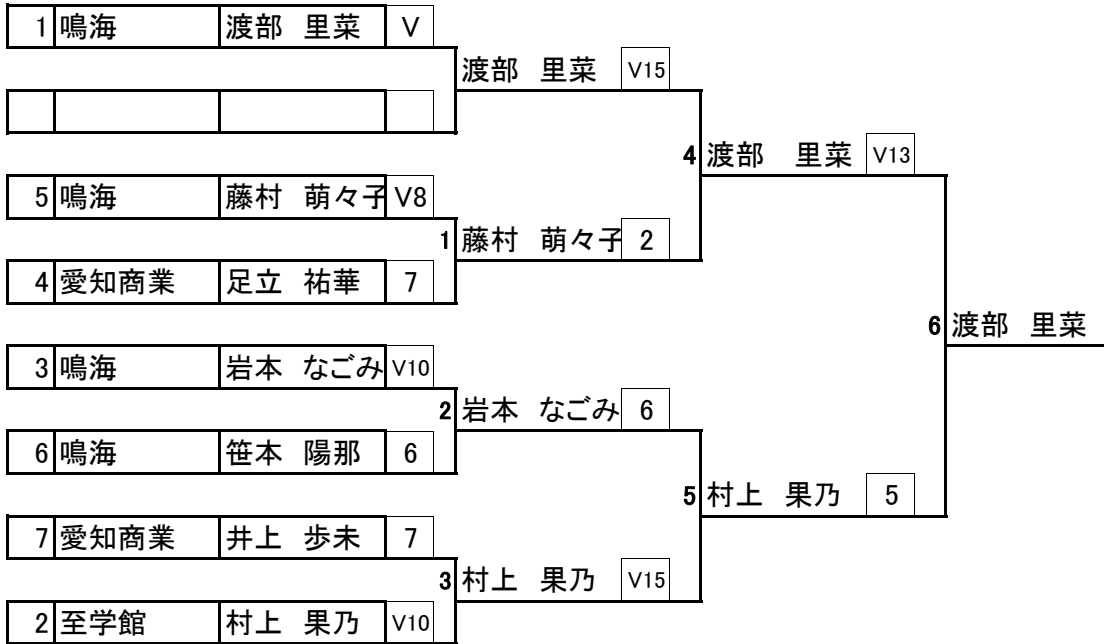 1 鳴海 渡部 里菜 V
渡部 里菜 V15
4 渡部 里菜 V13
5 鳴海 藤村 萌々子 V8
1 藤村 萌々子 2
4 愛知商業 足立 祐華 7
6 渡部 里菜
3 鳴海 岩本 なごみ V10
2 岩本 なごみ 6
6 鳴海 笹本 陽那 6
5 村上 果乃 5
7 愛知商業 井上 歩未 7
3 村上 果乃 V15
2 至学館 村上 果乃 V10